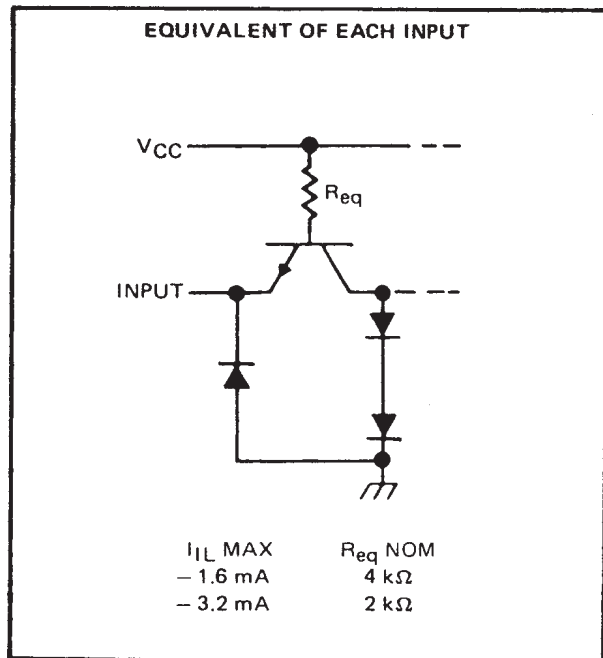 EQUIVALENT OF EACH INPUT
VCC
Req
INPUT
IIL MAX Req NOM
– 1.6 mA 4 kΩ
– 3.2 mA 2 kΩ